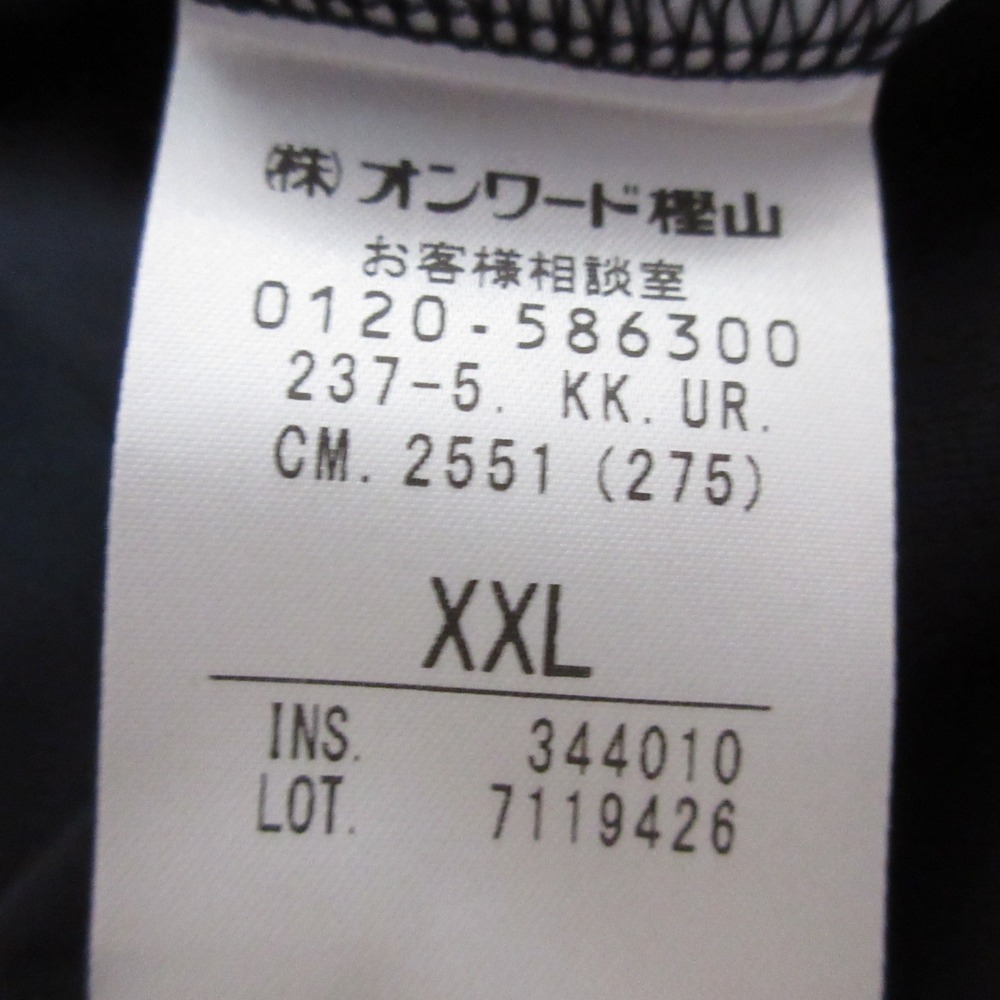 (株)オンワード樫山
お客様相談室
0120-586300
237-5. KK. UR.
CM. 2551 (275)
XXL
INS. 344010
LOT. 7119426